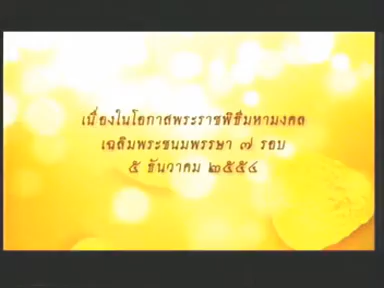 เนื่องในโอกาสพระราชพิธีมหามงคล
เฉลิมพระชนมพรรษา ๗ รอบ
๕ ธันวาคม ๒๕๕๔